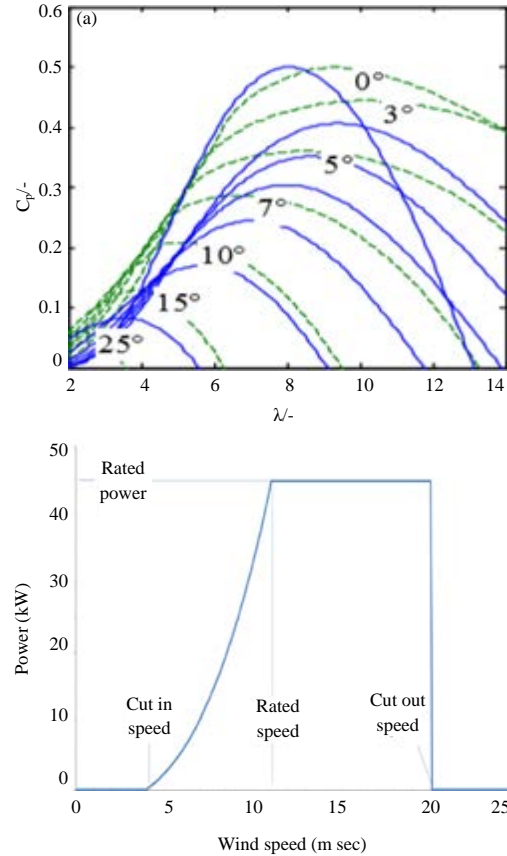 (a)
0.6
0.5
0.4
0.3
0.2
0.1
0
Cp/-
0°
3°
5°
7°
10°
15°
25°
2 4 6 8 10 12 14
λ/-
50
40
30
20
10
0
Power (kW)
Rated
power
Cut in
speed
Rated
speed
Cut out
speed
0 5 10 11 20 25
Wind speed (m sec)